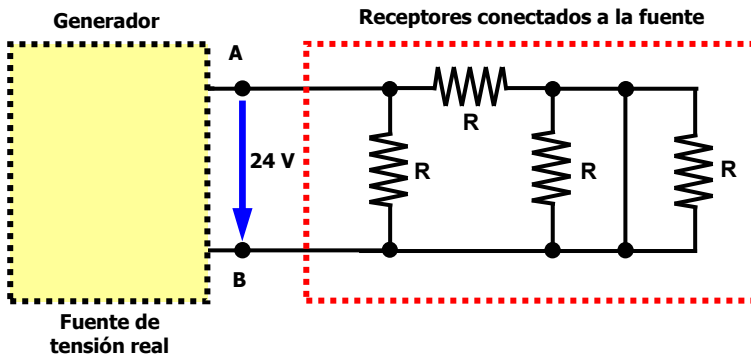 Generador
Receptores conectados a la fuente
A
R
24 V
R
R
R
B
Fuente de
tensión real